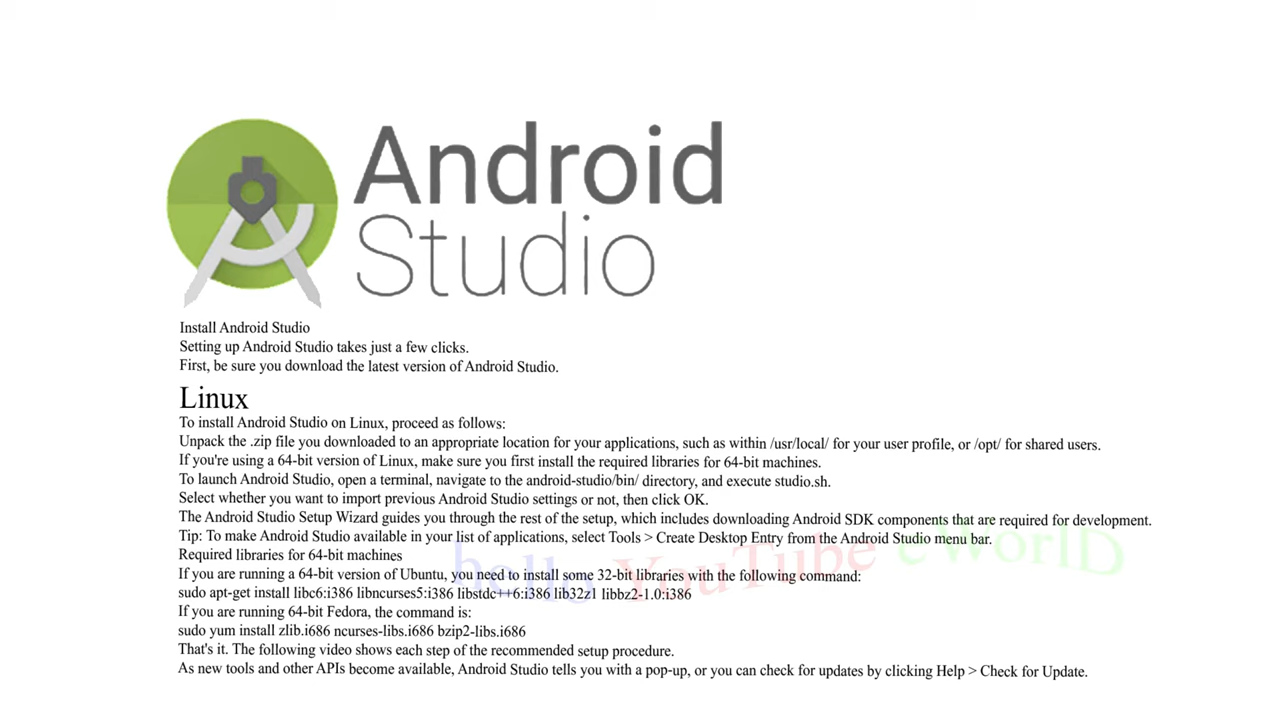 Android
Studio
Install Android Studio
Setting up Android Studio takes just a few clicks.
First, be sure you download the latest version of Android Studio.
Linux
To install Android Studio on Linux, proceed as follows:
Unpack the .zip file you downloaded to an appropriate location for your applications, such as within /usr/local/ for your user profile, or /opt/ for shared users.
If you're using a 64-bit version of Linux, make sure you first install the required libraries for 64-bit machines.
To launch Android Studio, open a terminal, navigate to the android-studio/bin/ directory, and execute studio.sh.
Select whether you want to import previous Android Studio settings or not, then click OK.
The Android Studio Setup Wizard guides you through the rest of the setup, which includes downloading Android SDK components that are required for development.
Tip: To make Android Studio available in your list of applications, select Tools > Create Desktop Entry from the Android Studio menu bar.
hello YouTube eWorlD
Required libraries for 64-bit machines
If you are running a 64-bit version of Ubuntu, you need to install some 32-bit libraries with the following command:
sudo apt-get install libc6:i386 libncurses5:i386 libstdc++6:i386 lib32z1 libbz2-1.0:i386
If you are running 64-bit Fedora, the command is:
sudo yum install zlib.i686 ncurses-libs.i686 bzip2-libs.i686
That's it. The following video shows each step of the recommended setup procedure.
As new tools and other APIs become available, Android Studio tells you with a pop-up, or you can check for updates by clicking Help > Check for Update.